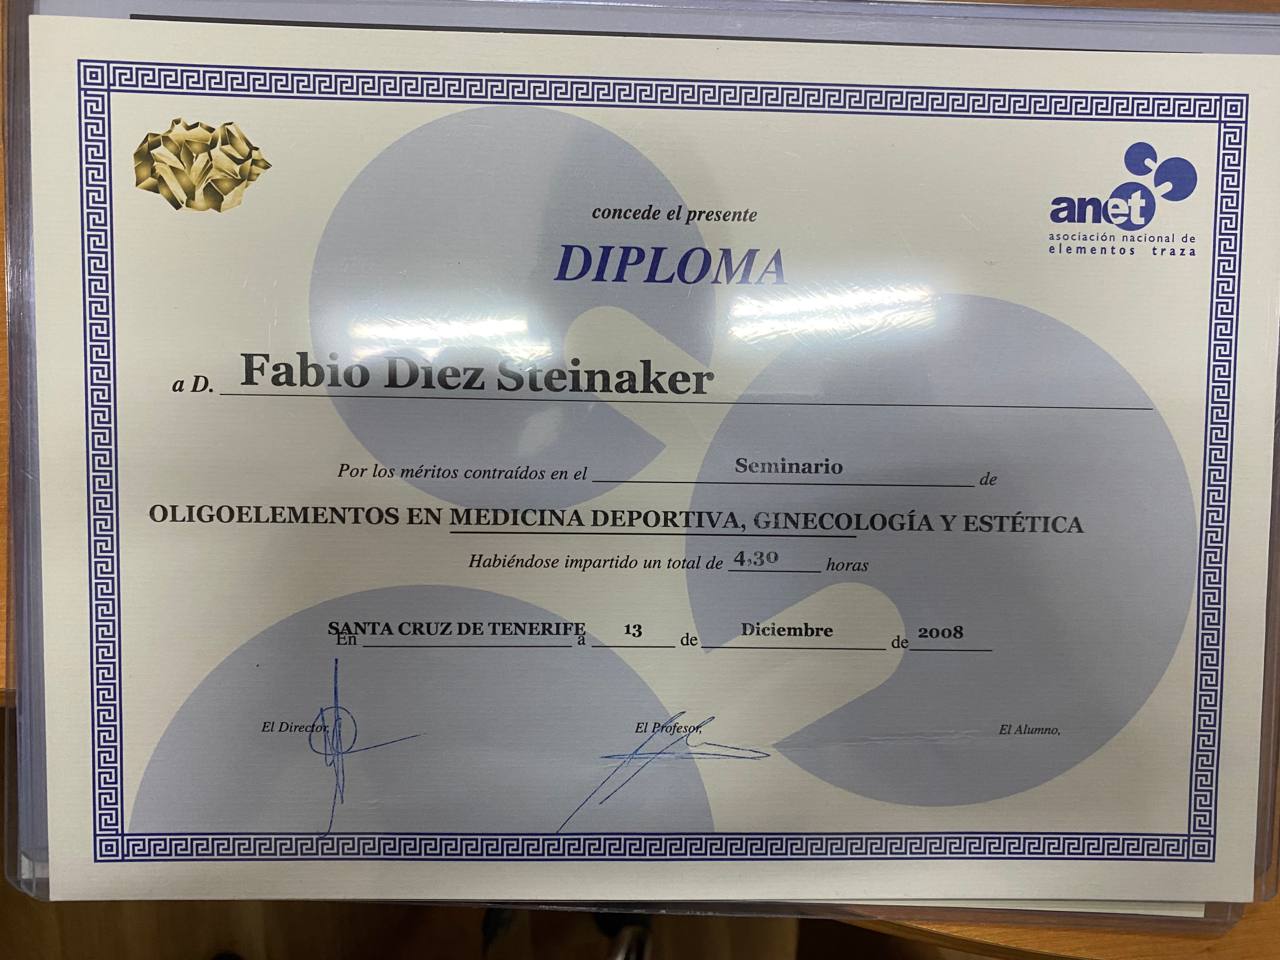 anet
asociación nacional de
elementos traza
concede el presente
DIPLOMA
a D. Fabio Diez Steinaker
Por los méritos contraídos en el Seminario de
OLIGOELEMENTOS EN MEDICINA DEPORTIVA, GINECOLOGÍA Y ESTÉTICA
Habiéndose impartido un total de 4,30 horas
En SANTA CRUZ DE TENERIFE a 13 de Diciembre de 2008
El Director, El Profesor, El Alumno,